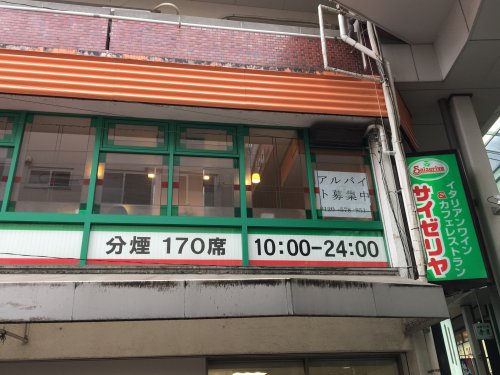 アルバイ
ト募集中
分煙 170席
10:00-24:00
Saizeriya
イタリアンワイン
&カフェレストラン
サイゼリヤ